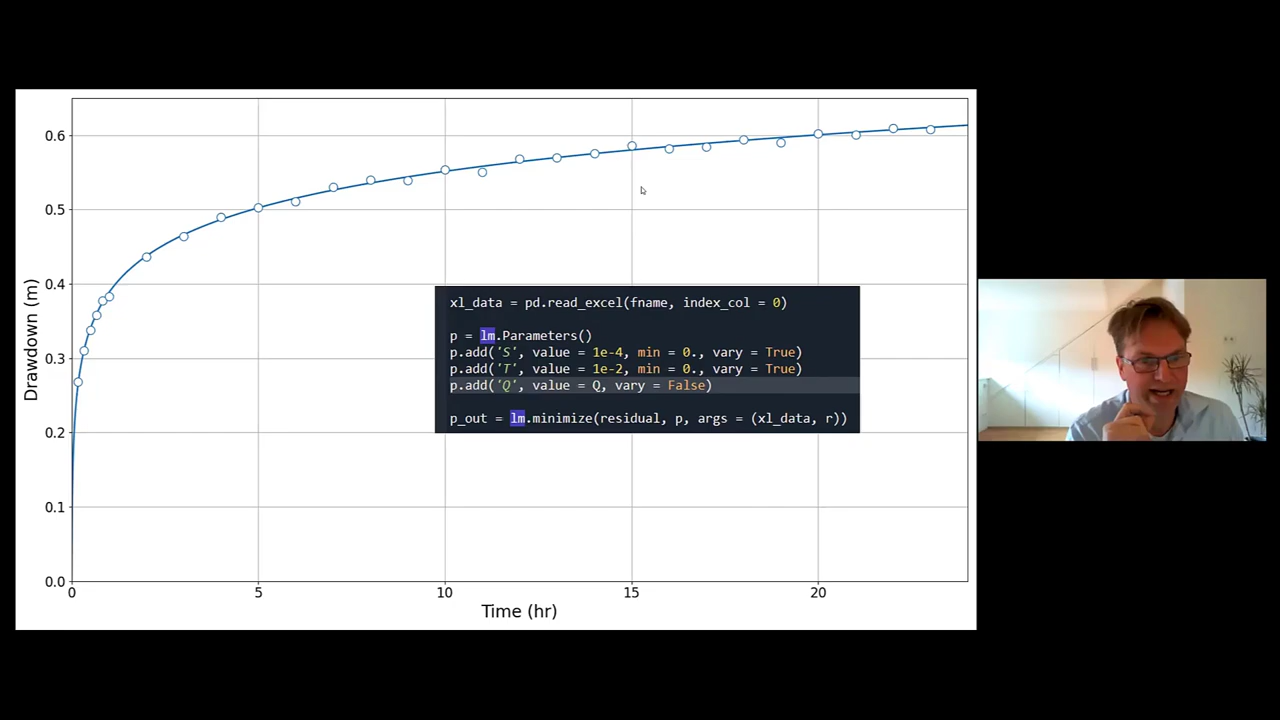 0.6
0.5
0.4
0.3
0.2
0.1
0.0
Drawdown (m)
xl_data = pd.read_excel(fname, index_col = 0)
p = lm.Parameters()
p.add('S', value = 1e-4, min = 0., vary = True)
p.add('T', value = 1e-2, min = 0., vary = True)
p.add('Q', value = Q, vary = False)
p_out = lm.minimize(residual, p, args = (xl_data, r))
0 5 10 15 20
Time (hr)